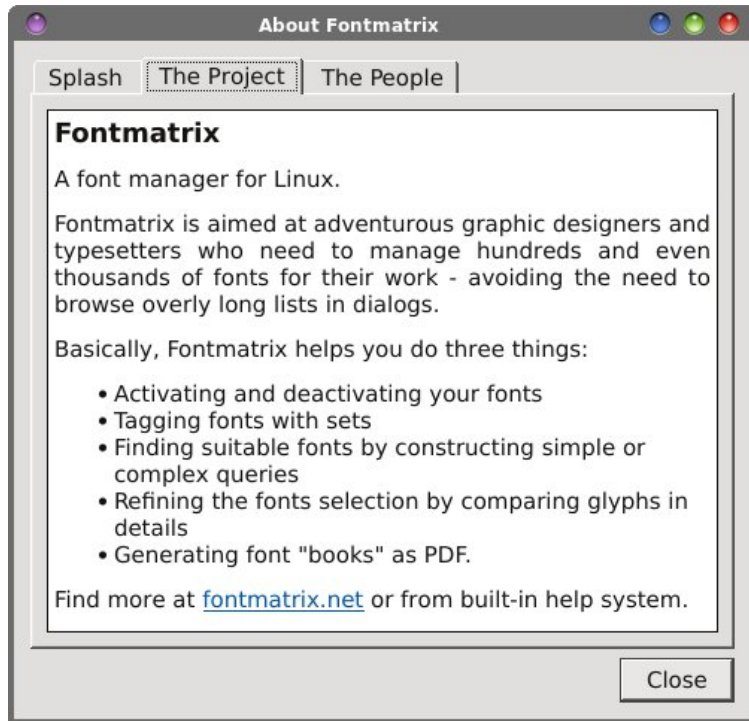 About Fontmatrix
Splash
The Project
The People
Fontmatrix
A font manager for Linux.
Fontmatrix is aimed at adventurous graphic designers and
typesetters who need to manage hundreds and even
thousands of fonts for their work - avoiding the need to
browse overly long lists in dialogs.
Basically, Fontmatrix helps you do three things:
• Activating and deactivating your fonts
• Tagging fonts with sets
• Finding suitable fonts by constructing simple or
complex queries
• Refining the fonts selection by comparing glyphs in
details
• Generating font "books" as PDF.
Find more at fontmatrix.net or from built-in help system.
Close